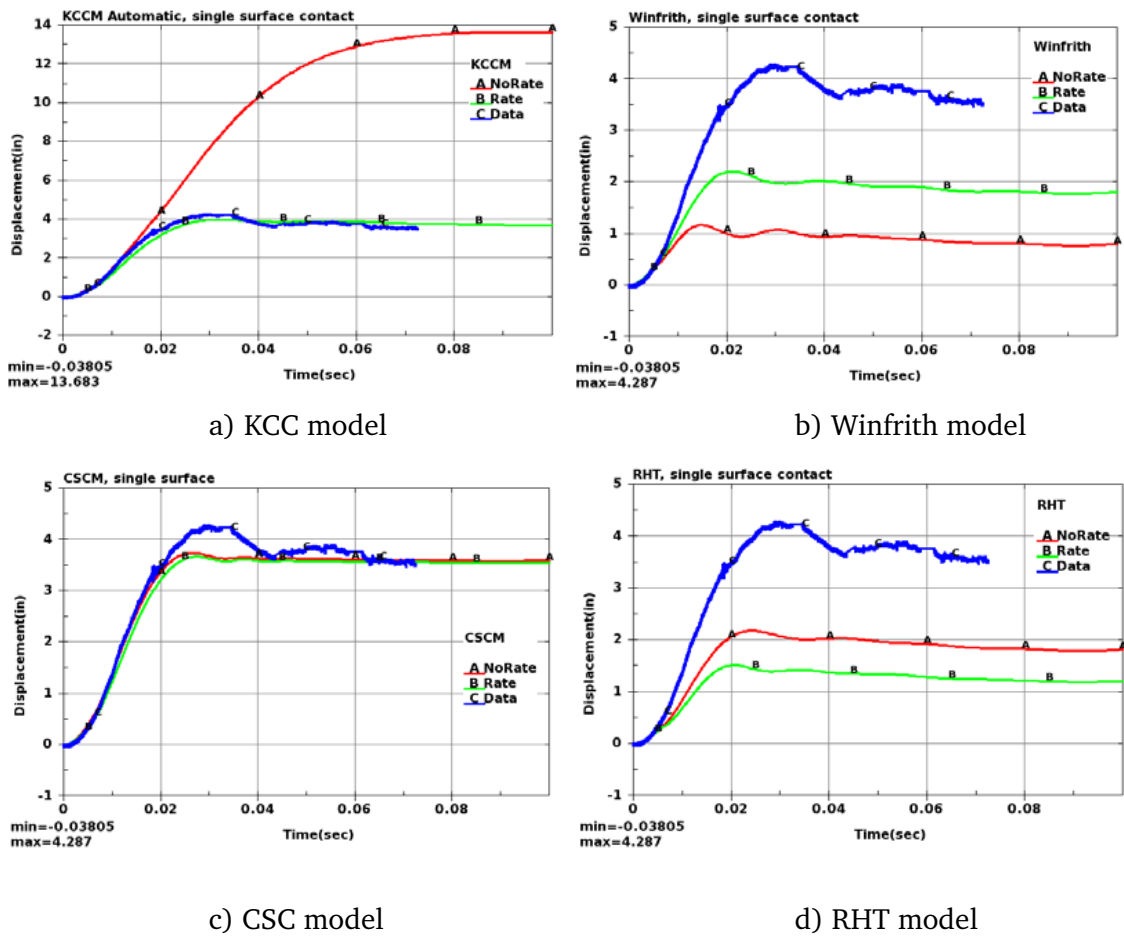 KCCM Automatic, single surface contact
14
12
10
8
6
4
2
0
-2
Displacement(in)
KCCM
A NoRate
B Rate
C Data
0
0.02
0.04
0.06
0.08
min=-0.03805
max=13.683
Time(sec)
a) KCC model
Winfrith, single surface contact
5
4
3
2
1
0
-1
Displacement(in)
Winfrith
A NoRate
B Rate
C Data
0
0.02
0.04
0.06
0.08
min=-0.03805
max=4.287
Time(sec)
b) Winfrith model
CSCM, single surface
5
4
3
2
1
0
-1
Displacement(in)
CSCM
A NoRate
B Rate
C Data
0
0.02
0.04
0.06
0.08
min=-0.03805
max=4.287
Time(sec)
c) CSC model
RHT, single surface contact
5
4
3
2
1
0
-1
Displacement(in)
RHT
A NoRate
B Rate
C Data
0
0.02
0.04
0.06
0.08
min=-0.03805
max=4.287
Time(sec)
d) RHT model